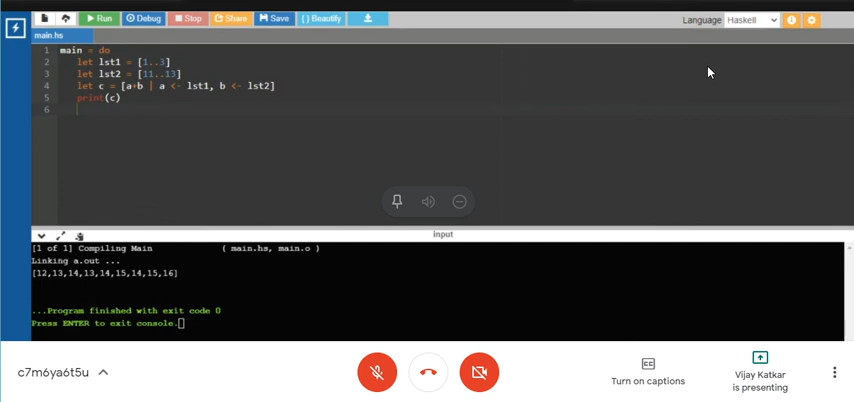 Run Debug Stop Share Save { } Beautify Language Haskell
main.hs
1 main = do
2 let lst1 = [1..3]
3 let lst2 = [11..13]
4 let c = [a+b | a <- lst1, b <- lst2]
5 print(c)
6
input
[1 of 1] Compiling Main ( main.hs, main.o )
Linking a.out ...
[12,13,14,13,14,15,14,15,16]
...Program finished with exit code 0
Press ENTER to exit console.
c7m6ya6t5u
CC
Turn on captions
Vijay Katkar
is presenting